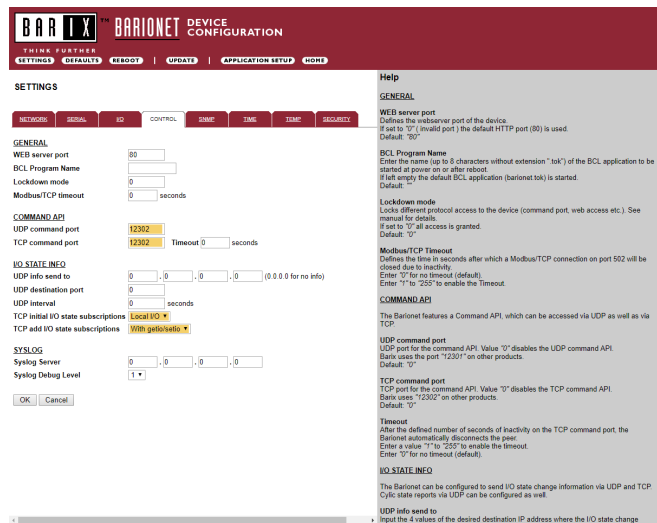 BARIX™ BARIONET DEVICE CONFIGURATION
THINK FURTHER
SETTINGS DEFAULTS REBOOT | UPDATE | APPLICATION SETUP HOME
SETTINGS
NETWORK SERIAL I/O CONTROL SNMP TIME TEMP SECURITY
GENERAL
WEB server port 80
BCL Program Name
Lockdown mode 0
Modbus/TCP timeout 0 seconds
COMMAND API
UDP command port 12302
TCP command port 12302 Timeout 0 seconds
I/O STATE INFO
UDP info send to 0 . 0 . 0 . 0 (0.0.0.0 for no info)
UDP destination port 0
UDP interval 0 seconds
TCP initial I/O state subscriptions Local I/O ▼
TCP add I/O state subscriptions With getio/setio ▼
SYSLOG
Syslog Server 0 . 0 . 0 . 0
Syslog Debug Level 1 ▼
OK Cancel
Help
GENERAL
WEB server port
Defines the webserver port of the device.
If set to "0" ( invalid port ) the default HTTP port (80) is used.
Default: "80"
BCL Program Name
Enter the name (up to 8 characters without extension ".tok") of the BCL application to be
started at power on or after reboot.
If left empty the default BCL application (barionet.tok) is started.
Default: ""
Lockdown mode
Locks different protocol access to the device (command port, web access etc.). See
manual for details.
If set to "0" all access is granted.
Default: "0"
Modbus/TCP Timeout
Defines the time in seconds after which a Modbus/TCP connection on port 502 will be
closed due to inactivity.
Enter "0" for no timeout (default).
Enter "1" to "255" to enable the Timeout.
COMMAND API
The Barionet features a Command API, which can be accessed via UDP as well as via
TCP.
UDP command port
UDP port for the command API. Value "0" disables the UDP command API.
Barix uses the port "12301" on other products.
Default: "0"
TCP command port
TCP port for the command API. Value "0" disables the TCP command API.
Barix uses "12302" on other products.
Default: "0"
Timeout
After the defined number of seconds of inactivity on the TCP command port, the
Barionet automatically disconnects the peer.
Enter a value "1" to "255" to enable the timeout.
Enter "0" for no timeout (default).
I/O STATE INFO
The Barionet can be configured to send I/O state change information via UDP and TCP.
Cylic state reports via UDP can be configured as well.
UDP info send to
Input the 4 values of the desired destination IP address where the I/O state change